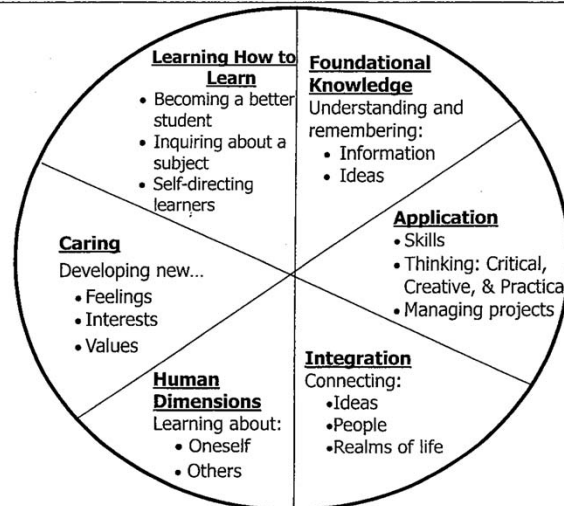 Learning How to
Learn
• Becoming a better
student
• Inquiring about a
subject
• Self-directing
learners
Foundational
Knowledge
Understanding and
remembering:
• Information
• Ideas
Application
• Skills
• Thinking: Critical,
Creative, & Practica
• Managing projects
Integration
Connecting:
•Ideas
•People
•Realms of life
Human
Dimensions
Learning about:
• Oneself
• Others
Caring
Developing new...
• Feelings
• Interests
• Values